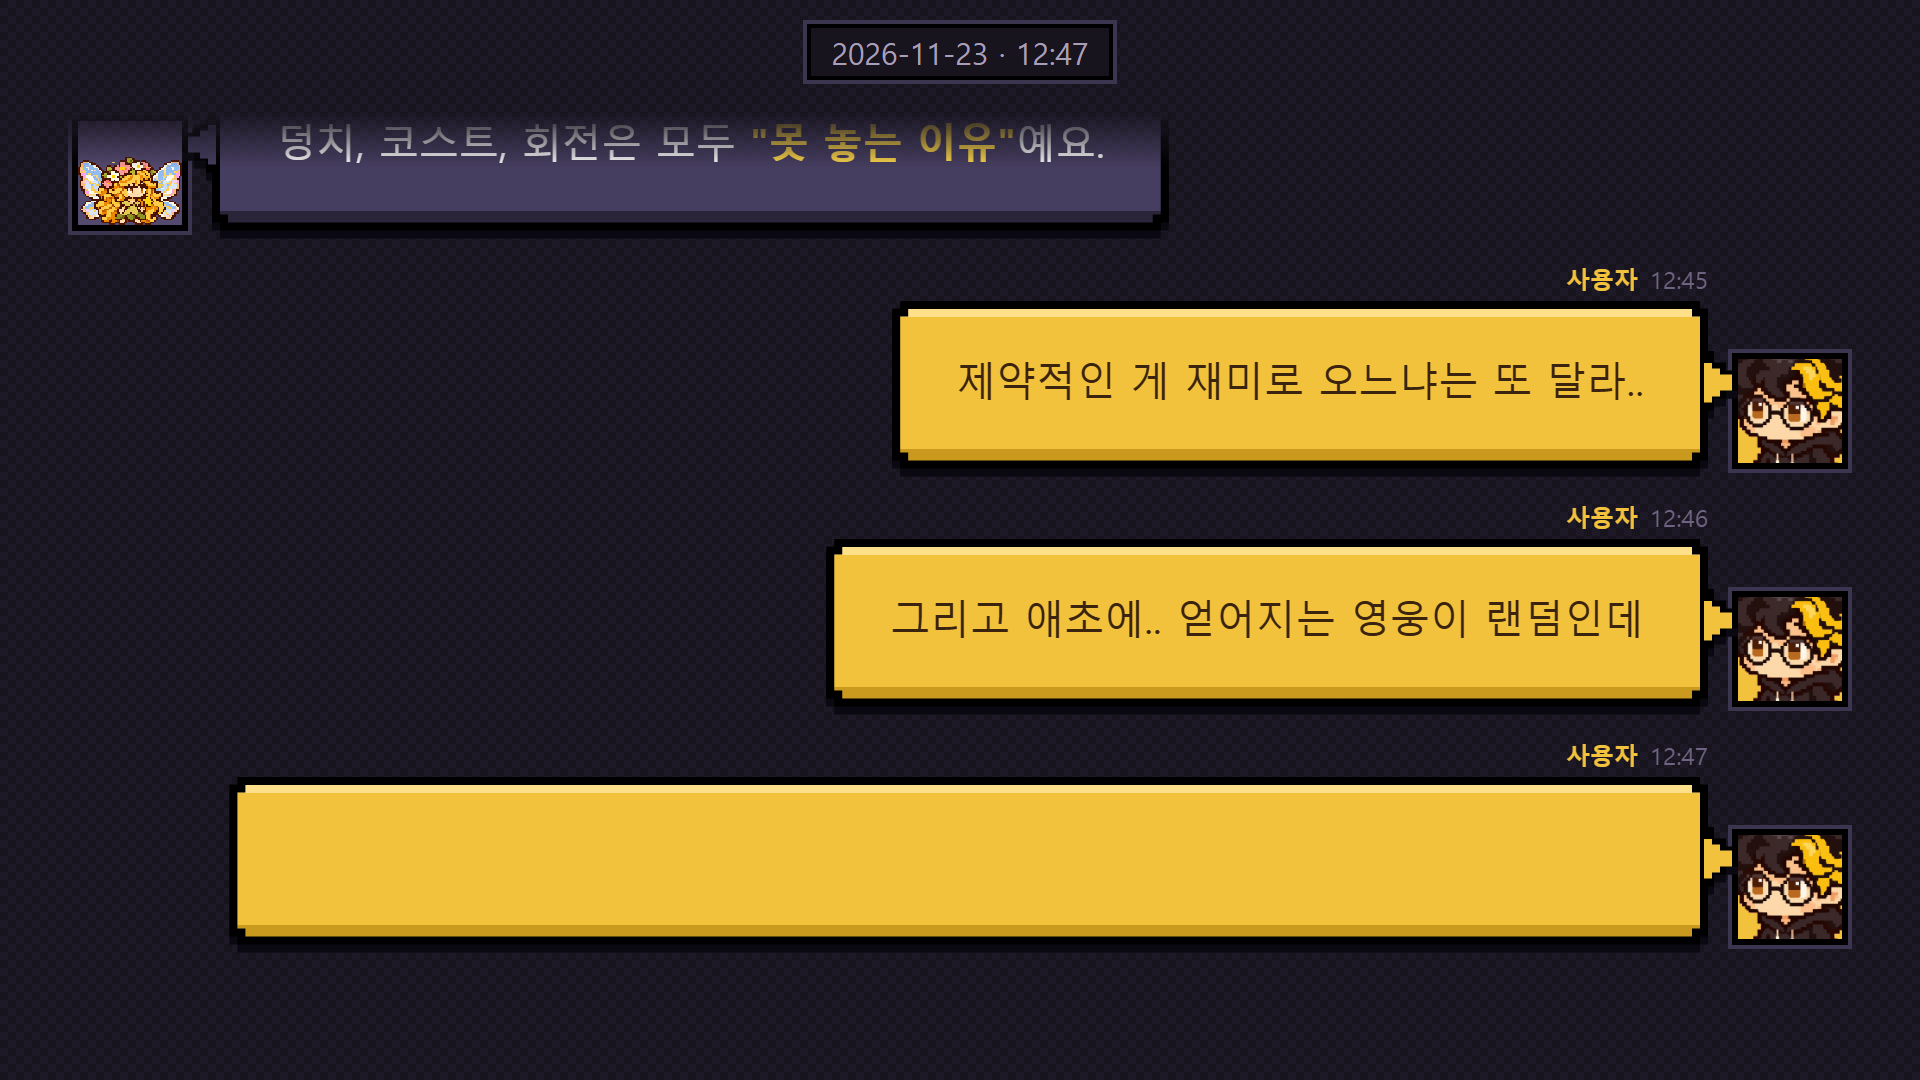 2026-11-23 · 12:47
덩치, 코스트, 회전은 모두 "못 놓는 이유"예요.
사용자 12:45
제약적인 게 재미로 오느냐는 또 달라..
사용자 12:46
그리고 애초에.. 얻어지는 영웅이 랜덤인데
사용자 12:47